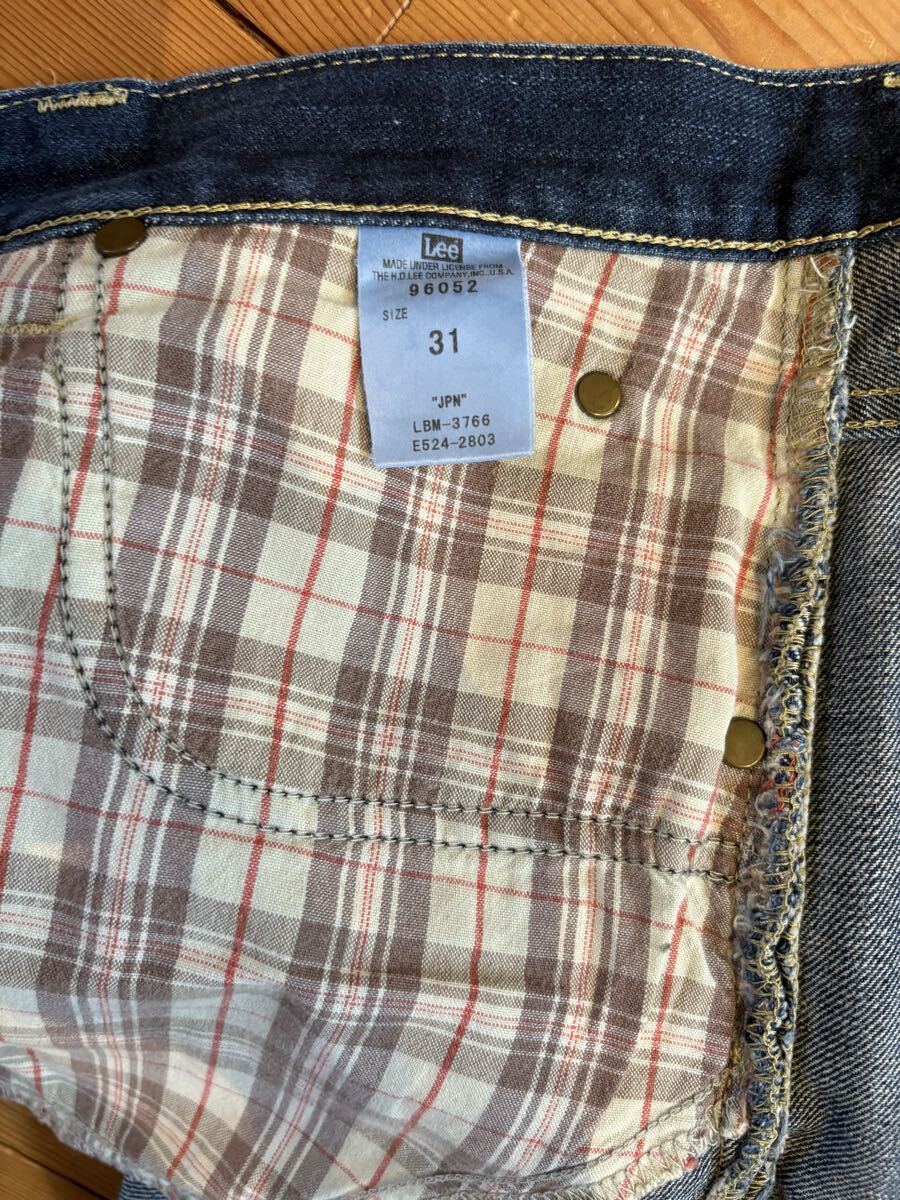 Lee
MADE UNDER LICENSE FROM
THE H.D.LEE COMPANY,INC.,U.S.A.
96052
SIZE
31
"JPN"
LBM-3766
E524-2803